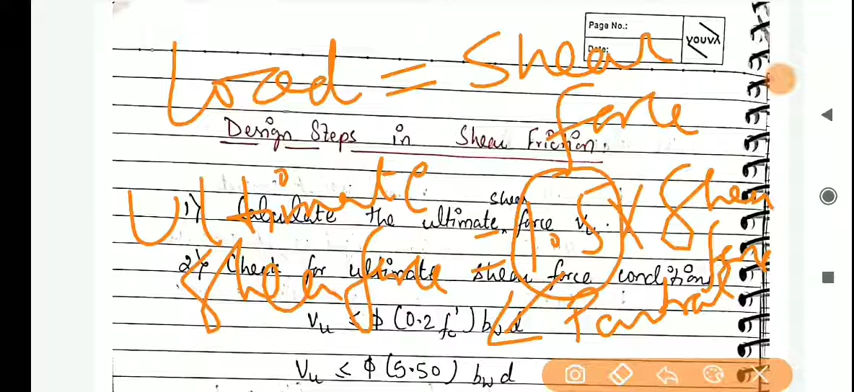 Page No.:
Date:
YOUVA
Load = Shear
force
Design Steps in Shear Friction.
Ultimate
1) Calculate the ultimate shear force Vu.
= 1.5 X Shear
force
2) Check for ultimate shear force condition
Shear force =
Vu ≤ ϕ (0.2 fc') bw d
Vu ≤ ϕ (5.50) bw d